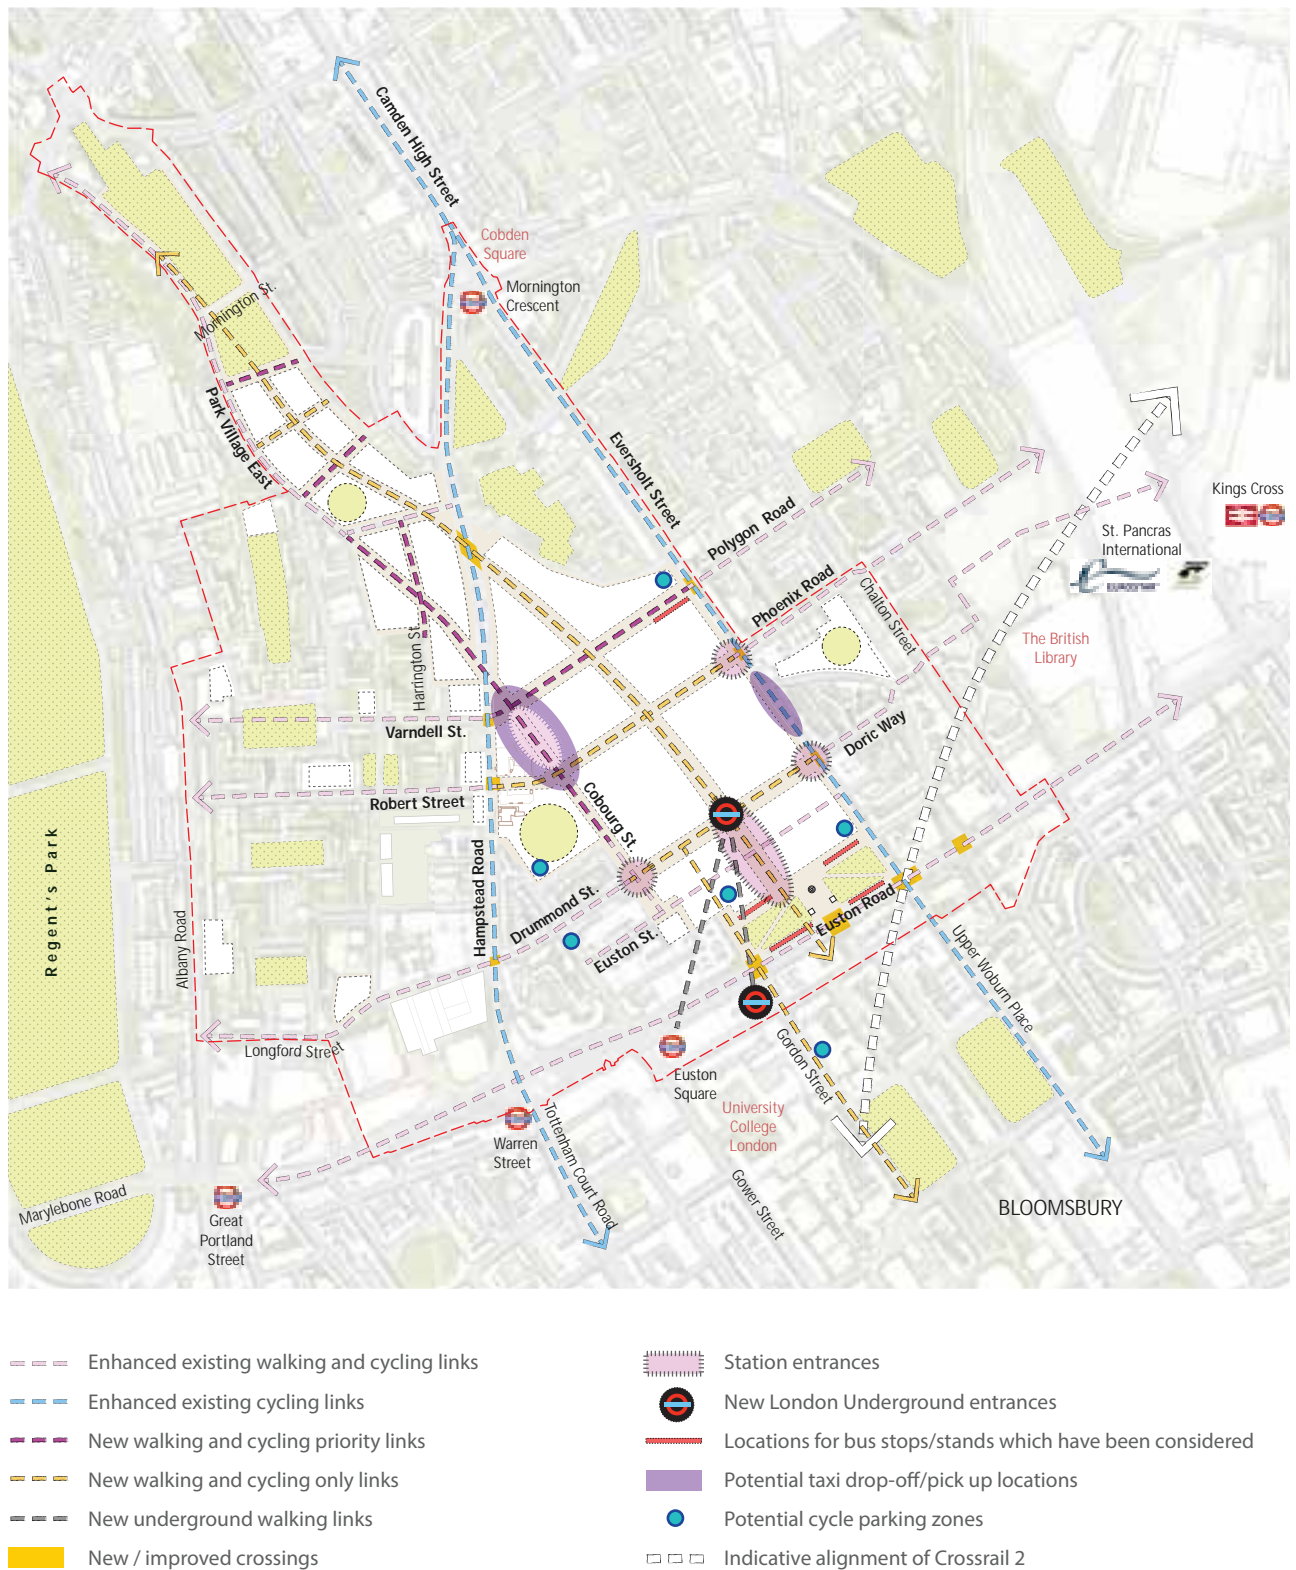 Camden High Street
Cobden
Square
Mornington
Crescent
Mornington St.
Park Village East
Eversholt Street
Polygon Road
Kings Cross
St. Pancras
International
Phoenix Road
Chalton Street
The British
Library
Harrington St.
Varndell St.
Doric Way
Robert Street
Cobourg St.
Regent's Park
Hampstead Road
Drummond St.
Euston St.
Euston Road
Albany Road
Upper Woburn Place
Longford Street
Gordon Street
Euston
Square
University
College
London
Tottenham Court Road
Warren
Street
Gower Street
Marylebone Road
Great
Portland
Street
BLOOMSBURY
Enhanced existing walking and cycling links
Enhanced existing cycling links
New walking and cycling priority links
New walking and cycling only links
New underground walking links
New / improved crossings
Station entrances
New London Underground entrances
Locations for bus stops/stands which have been considered
Potential taxi drop-off/pick up locations
Potential cycle parking zones
Indicative alignment of Crossrail 2